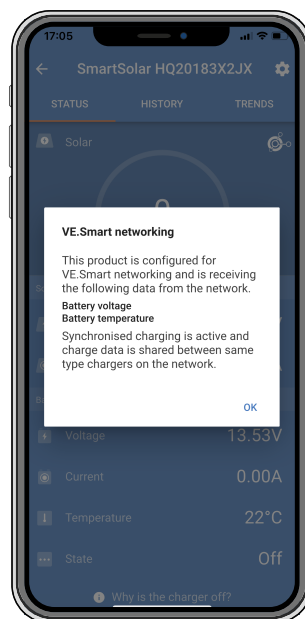 17:05
SmartSolar HQ20183X2JX
STATUS HISTORY TRENDS
Solar
VE.Smart networking
This product is configured for
VE.Smart networking and is receiving
the following data from the network.
Battery voltage
Battery temperature
Synchronised charging is active and
charge data is shared between same
type chargers on the network.
OK
Voltage 13.53V
Current 0.00A
Temperature 22°C
State Off
Why is the charger off?